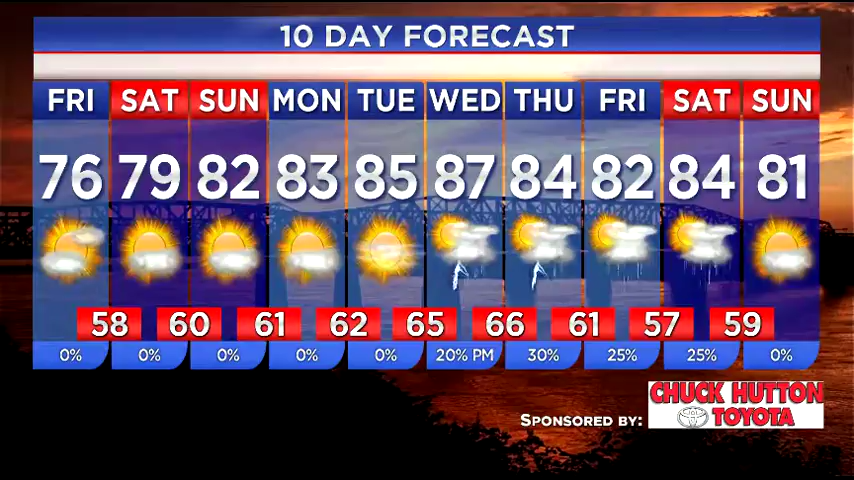 10 DAY FORECAST
FRI SAT SUN MON TUE WED THU FRI SAT SUN
76 79 82 83 85 87 84 82 84 81
58 60 61 62 65 66 61 57 59
0% 0% 0% 0% 0% 20% PM 30% 25% 25% 0%
SPONSORED BY:
CHUCK HUTTON
TOYOTA